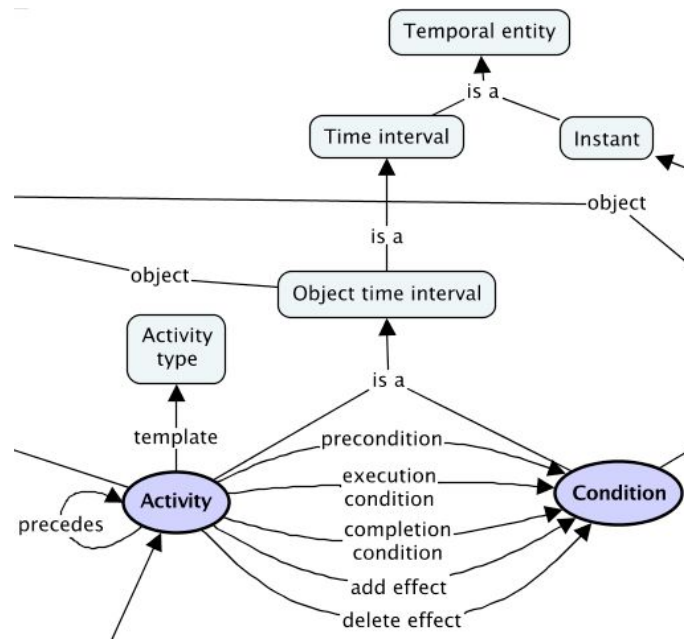 Temporal entity
is a
Time interval
Instant
object
is a
object
Object time interval
Activity
type
is a
template
precondition
execution
condition
Activity
Condition
precedes
completion
condition
add effect
delete effect